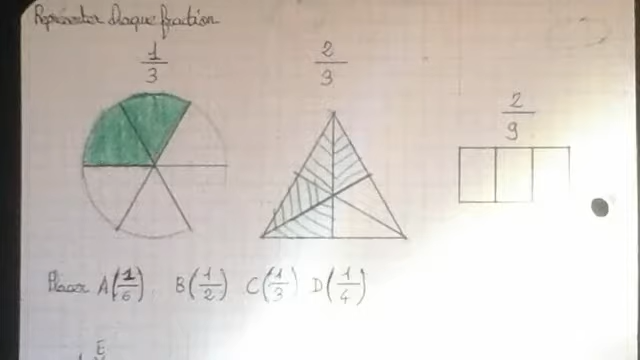 Représenter chaque fraction
1/3 2/3 2/9
Placer A(1/6) B(1/2) C(1/3) D(1/4)
E